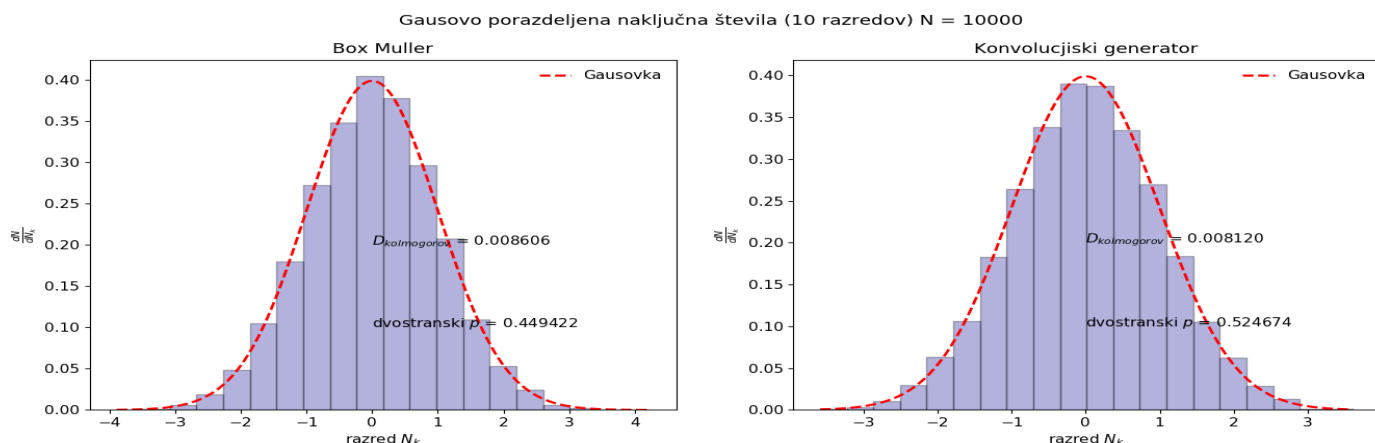 Gausovo porazdeljena naključna števila (10 razredov) N = 10000
Box Muller
0.40
0.35
0.30
0.25
0.20
0.15
0.10
0.05
0.00
dN
dN_k
Gausovka
D_kolmogorov = 0.008606
dvostranski p = 0.449422
−4 −3 −2 −1 0 1 2 3 4
razred N_k
Konvolucjiski generator
0.40
0.35
0.30
0.25
0.20
0.15
0.10
0.05
0.00
dN
dN_k
Gausovka
D_kolmogorov = 0.008120
dvostranski p = 0.524674
−3 −2 −1 0 1 2 3
razred N_k